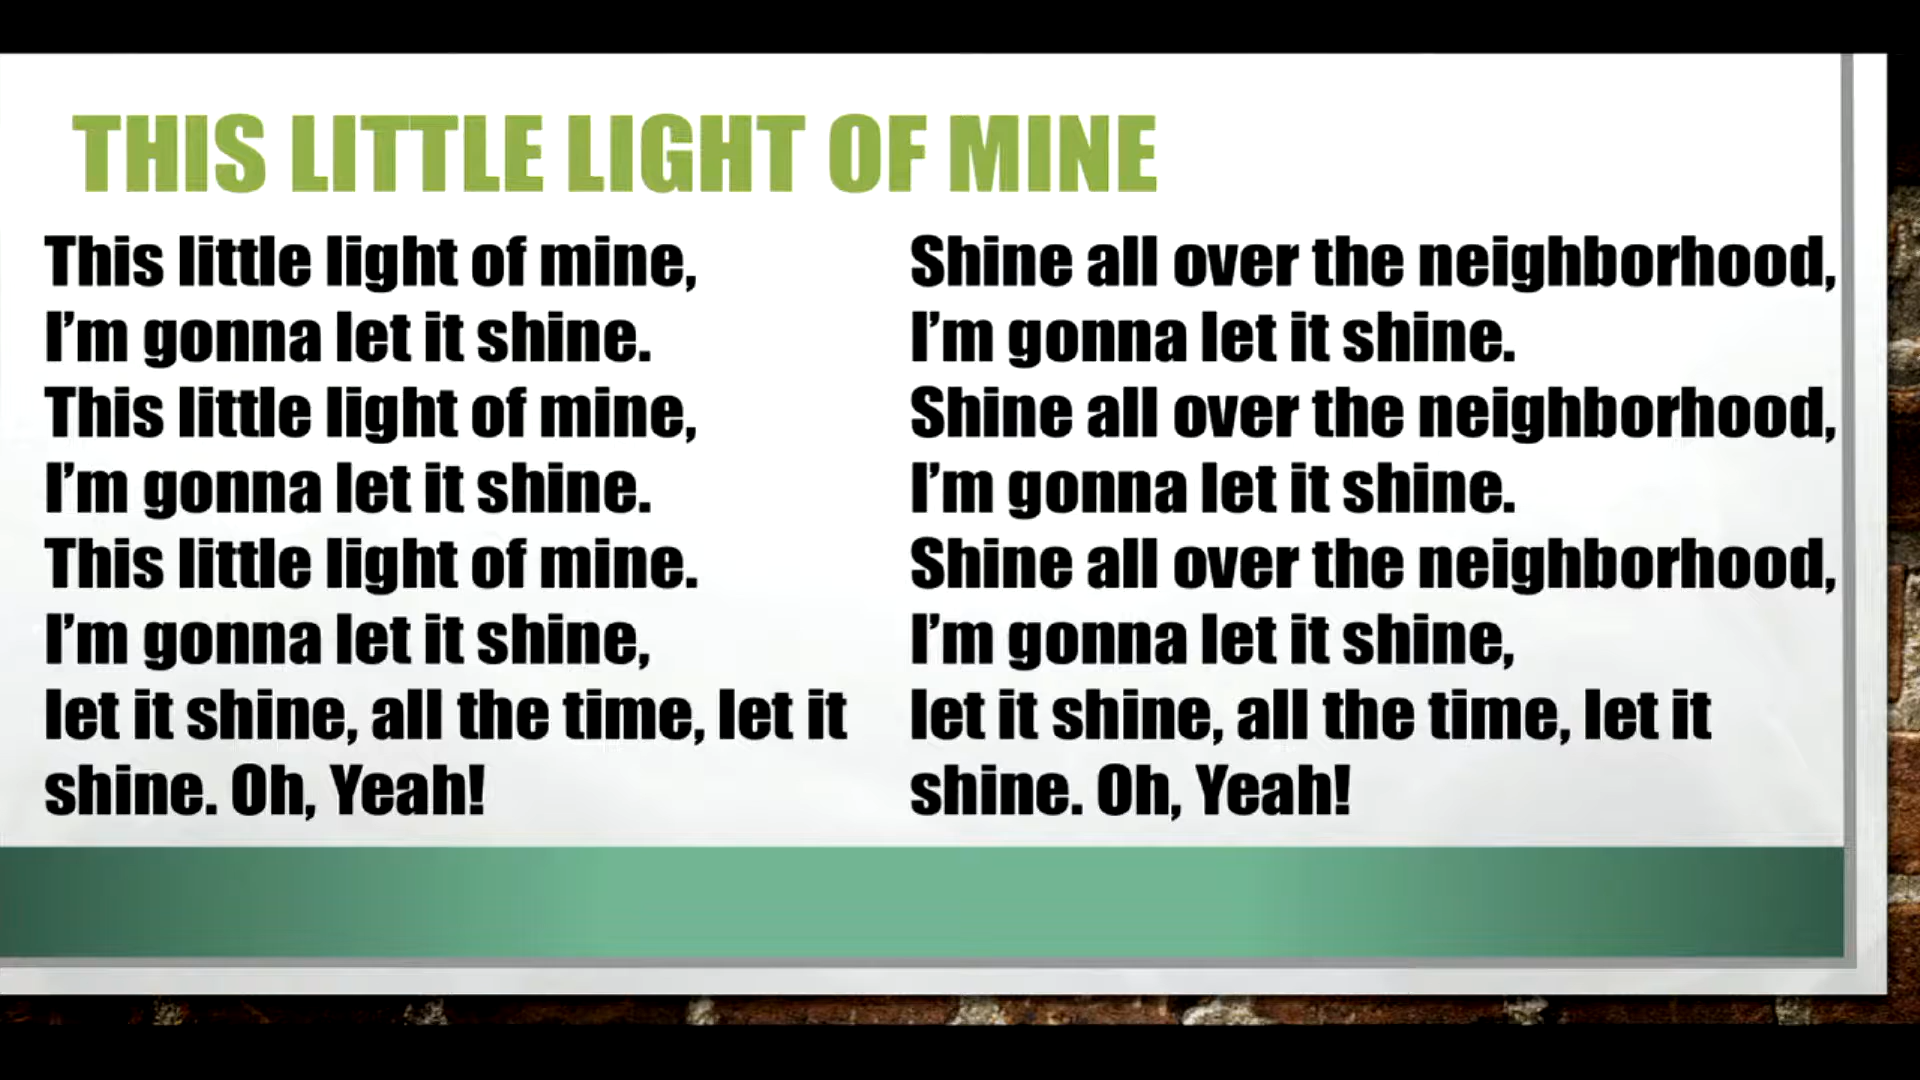 THIS LITTLE LIGHT OF MINE
This little light of mine,
I’m gonna let it shine.
This little light of mine,
I’m gonna let it shine.
This little light of mine.
I’m gonna let it shine,
let it shine, all the time, let it
shine. Oh, Yeah!
Shine all over the neighborhood,
I’m gonna let it shine.
Shine all over the neighborhood,
I’m gonna let it shine.
Shine all over the neighborhood,
I’m gonna let it shine,
let it shine, all the time, let it
shine. Oh, Yeah!